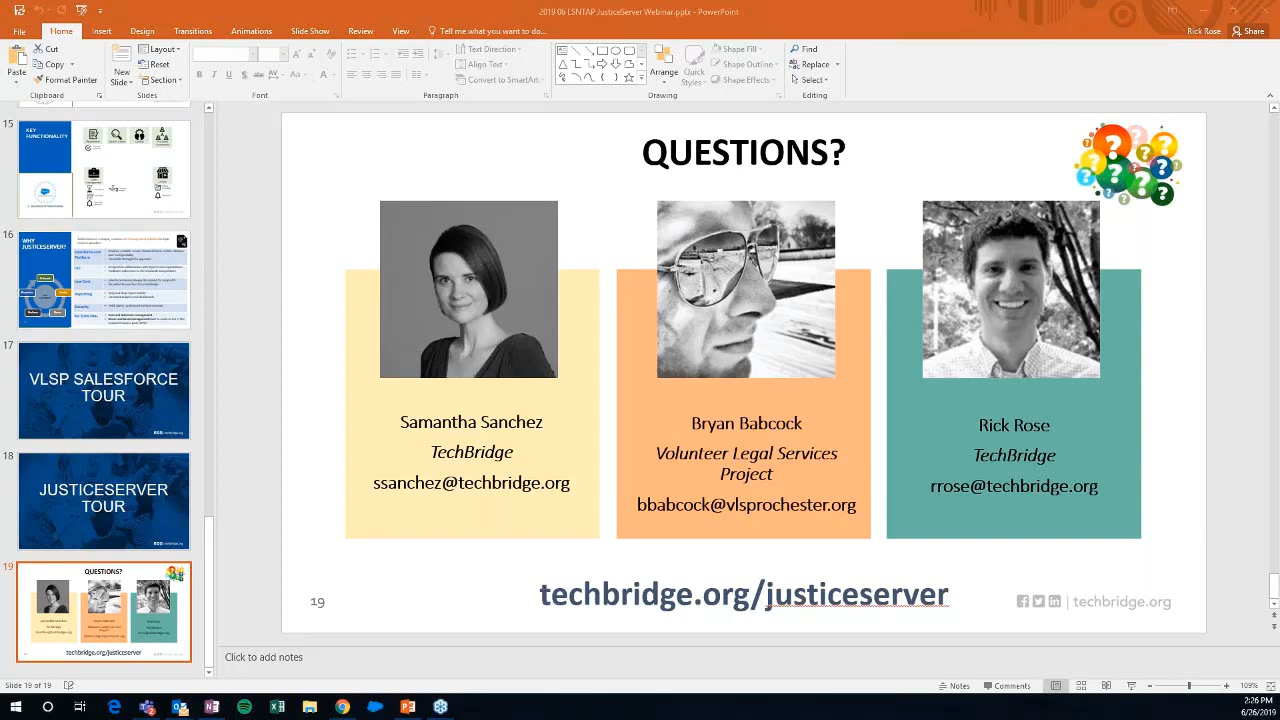 2019 06 LSNTAP JusticeServer Webinar.pptx - PowerPoint
File Home Insert Design Transitions Animations Slide Show Review View Tell me what you want to do... Rick Rose Share
Paste
Cut
Copy
Format Painter
Clipboard
New Slide
Layout
Reset
Section
Slides
B I U S abc AV Aa A
Font
Text Direction
Align Text
Convert to SmartArt
Paragraph
Arrange
Quick Styles
Shape Fill
Shape Outline
Shape Effects
Drawing
Find
Replace
Select
Editing
15
KEY
FUNCTIONALITY
16
WHY
JUSTICESERVER?
17
VLSP SALESFORCE
TOUR
18
JUSTICESERVER
TOUR
19
QUESTIONS?
techbridge.org/justiceserver
QUESTIONS?
Samantha Sanchez
TechBridge
ssanchez@techbridge.org
Bryan Babcock
Volunteer Legal Services
Project
bbabcock@vlsprochester.org
Rick Rose
TechBridge
rrose@techbridge.org
19
techbridge.org/justiceserver
| techbridge.org
Click to add notes
Slide 19 of 19
Notes Comments 109%
2:26 PM
6/26/2019